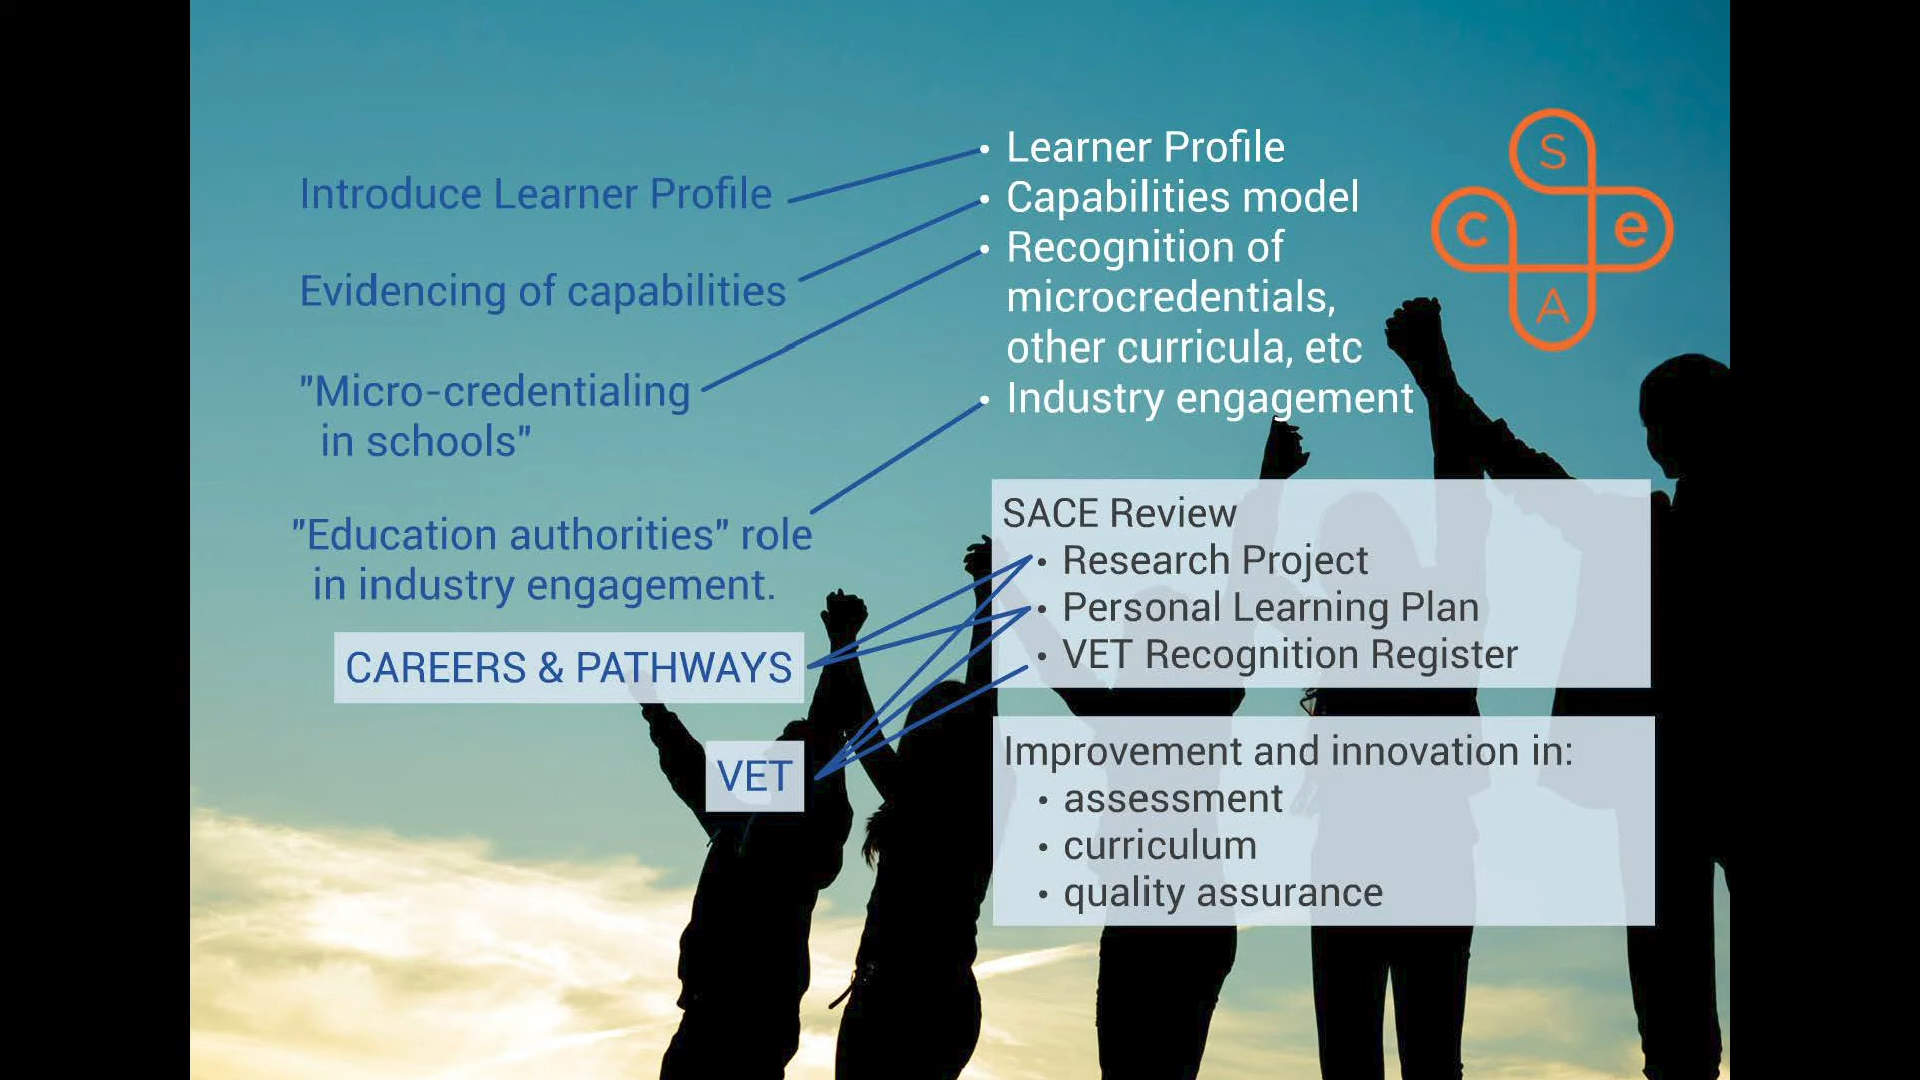 Introduce Learner Profile
Evidencing of capabilities
"Micro-credentialing
in schools"
"Education authorities" role
in industry engagement.
CAREERS & PATHWAYS
VET
• Learner Profile
• Capabilities model
• Recognition of
microcredentials,
other curricula, etc
• Industry engagement
S
c e
A
SACE Review
• Research Project
• Personal Learning Plan
• VET Recognition Register
Improvement and innovation in:
• assessment
• curriculum
• quality assurance